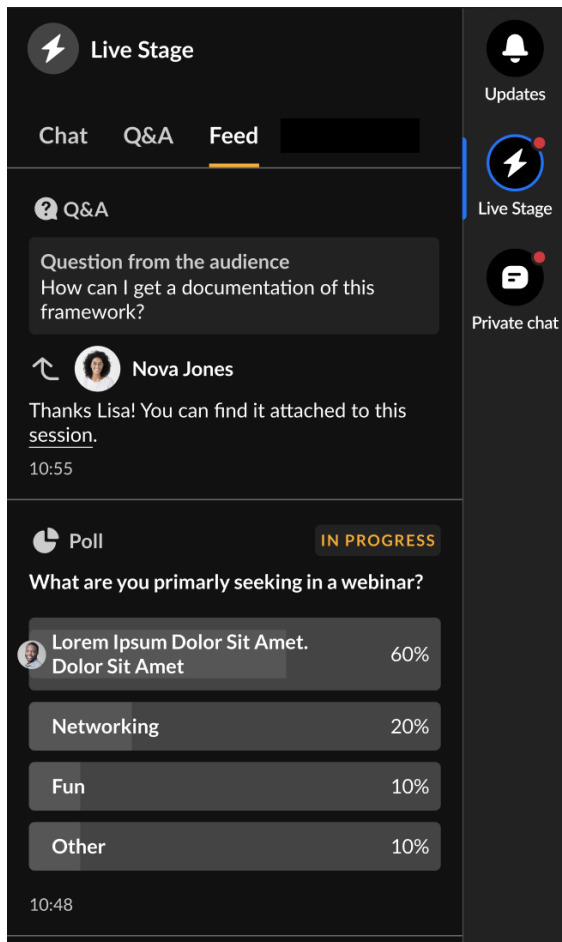 Live Stage
Chat Q&A Feed
Q&A
Question from the audience
How can I get a documentation of this
framework?
Nova Jones
Thanks Lisa! You can find it attached to this
session.
10:55
Poll IN PROGRESS
What are you primarly seeking in a webinar?
Lorem Ipsum Dolor Sit Amet.
Dolor Sit Amet
60%
Networking 20%
Fun 10%
Other 10%
10:48
Updates
Live Stage
Private chat